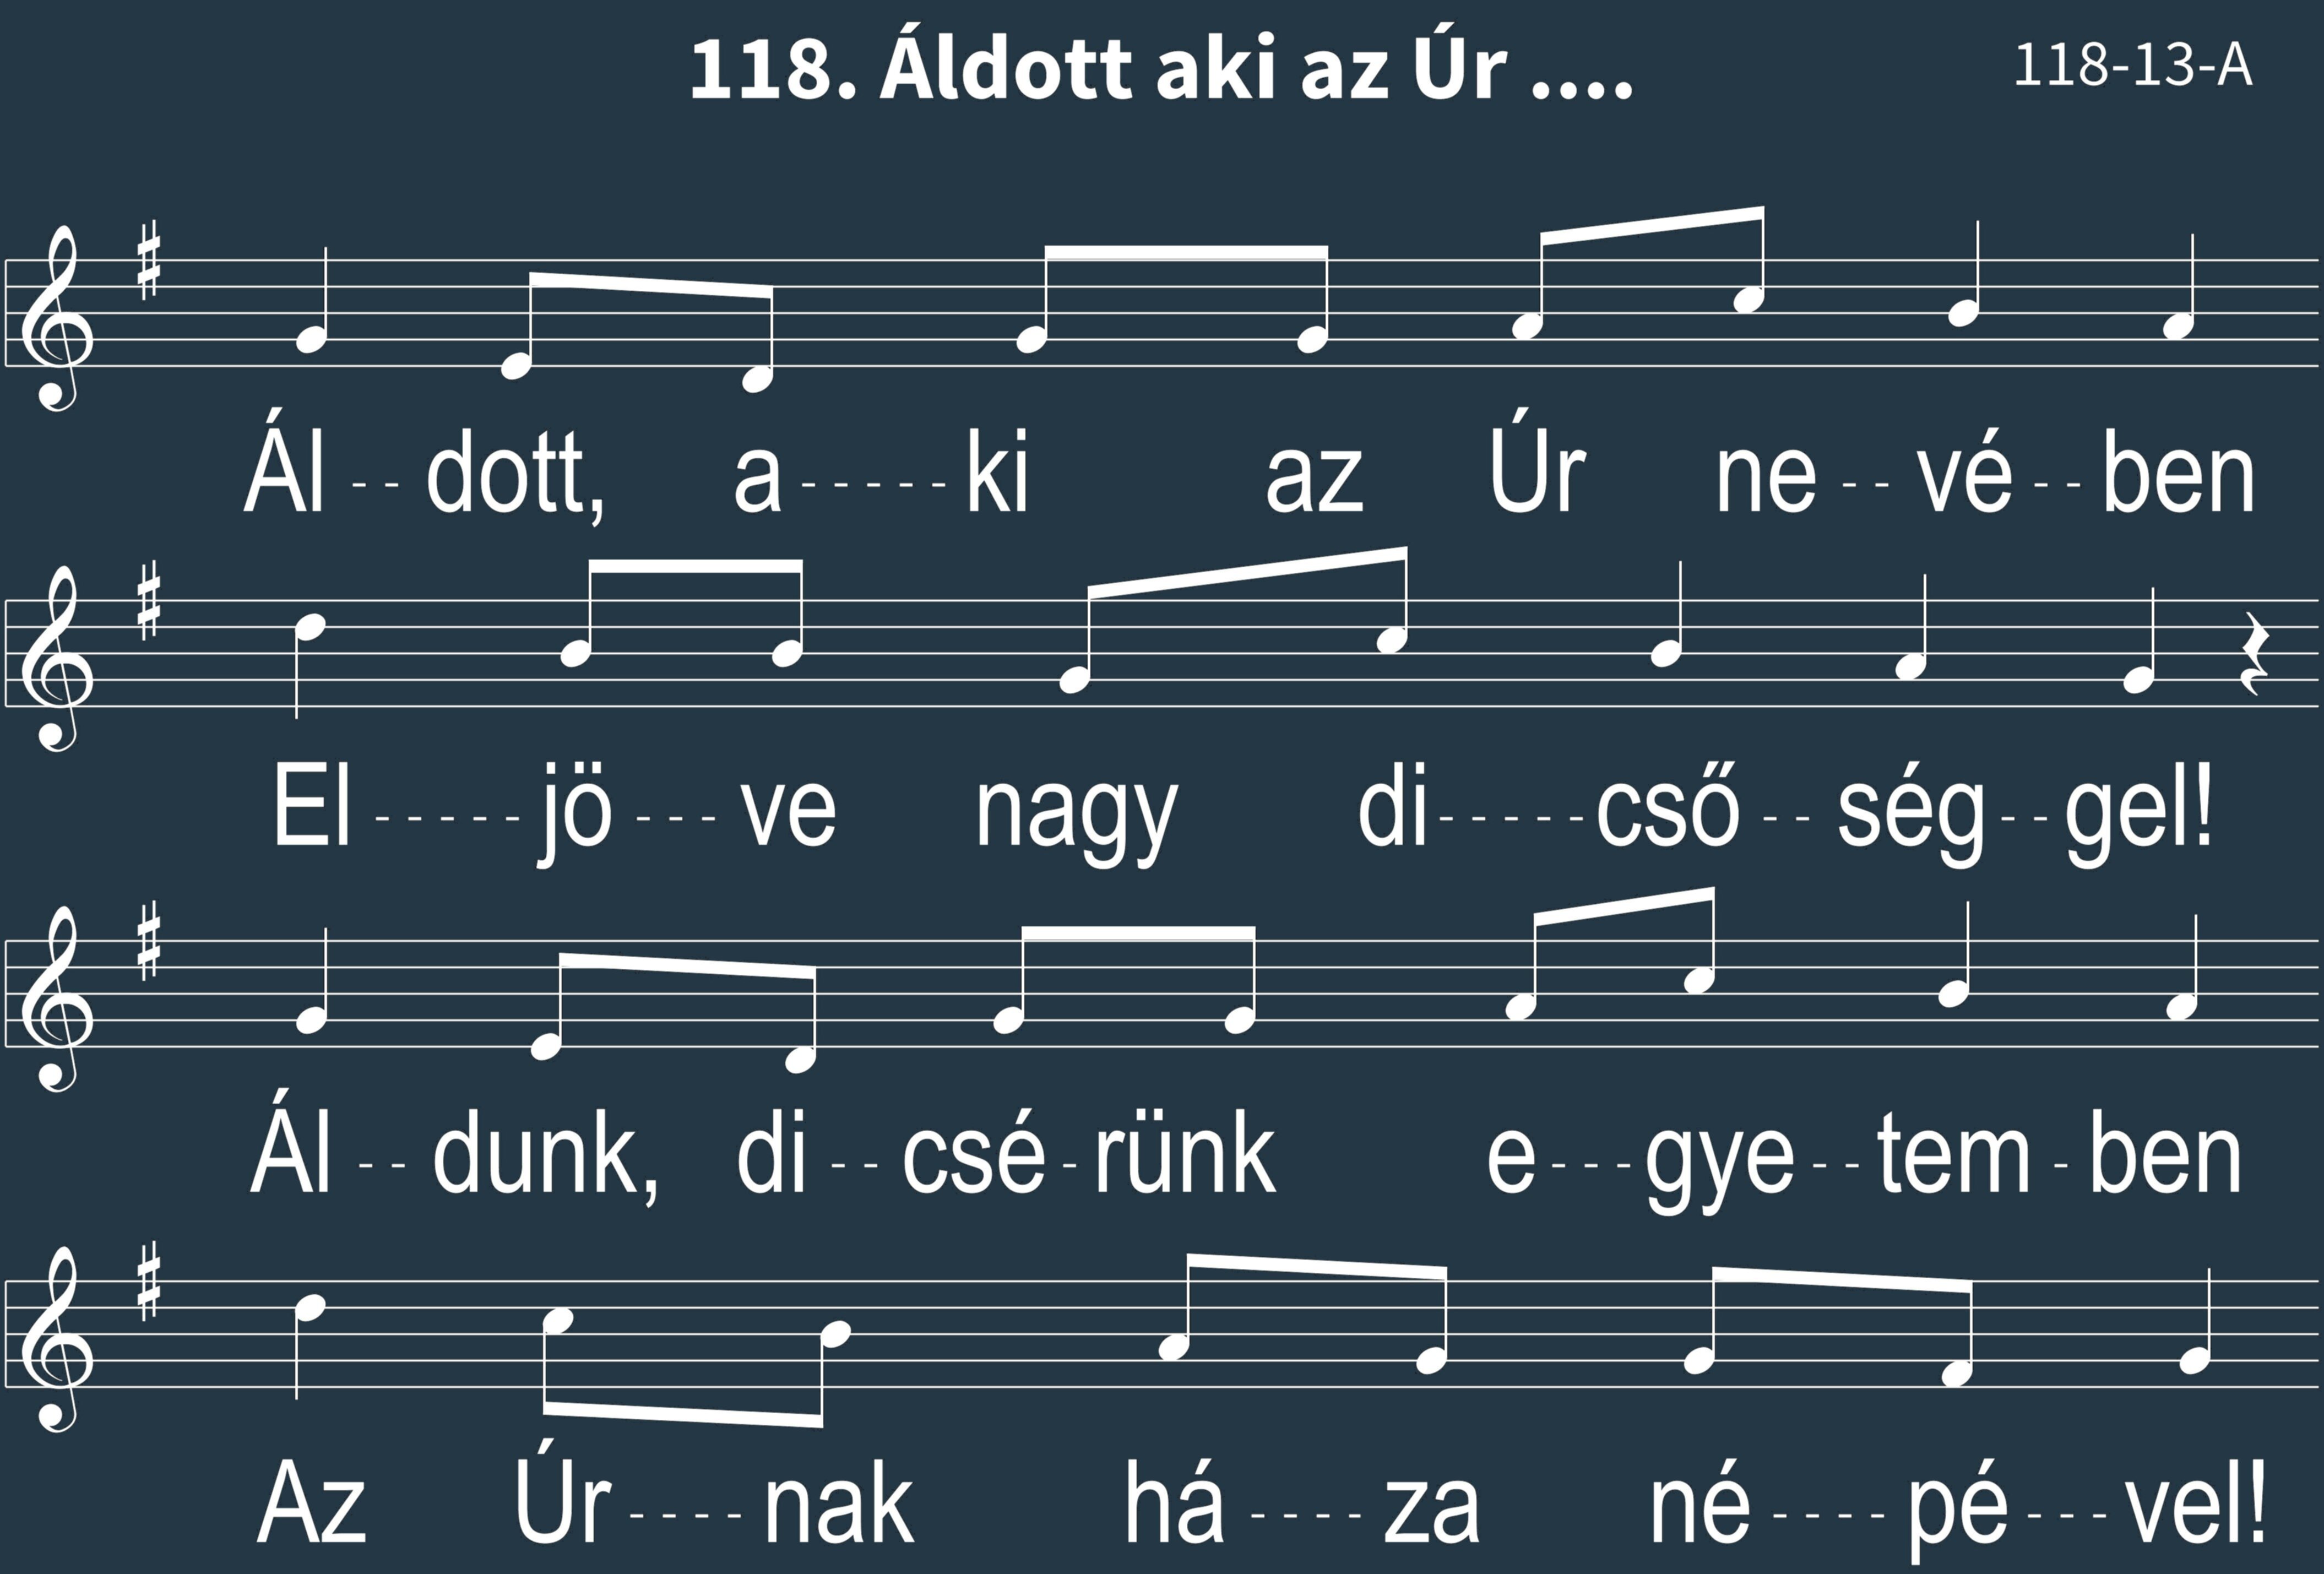 118. Áldott aki az Úr ....
118-13-A
Ál--dott, a-----ki az Úr ne--vé--ben
El-----jö---ve nagy di-----cső--ség--gel!
Ál--dunk, di--csé-rünk e---gye--tem-ben
Az Úr----nak há----za né----pé---vel!